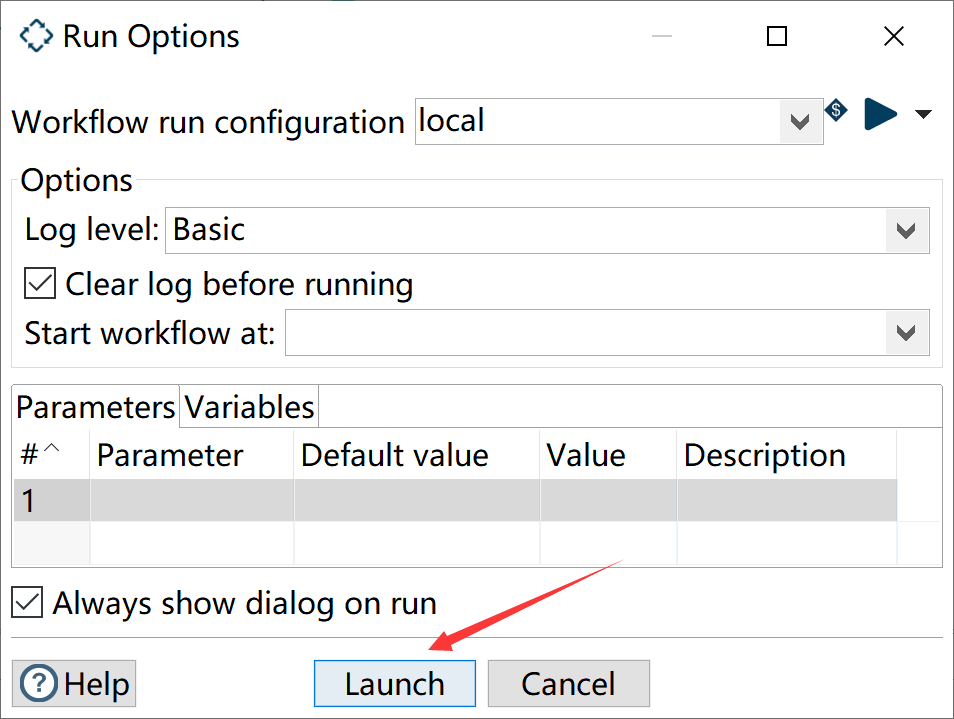 Run Options
Workflow run configuration local $
Options
Log level: Basic
Clear log before running
Start workflow at:
Parameters Variables
#^ Parameter Default value Value Description
1
Always show dialog on run
? Help Launch Cancel